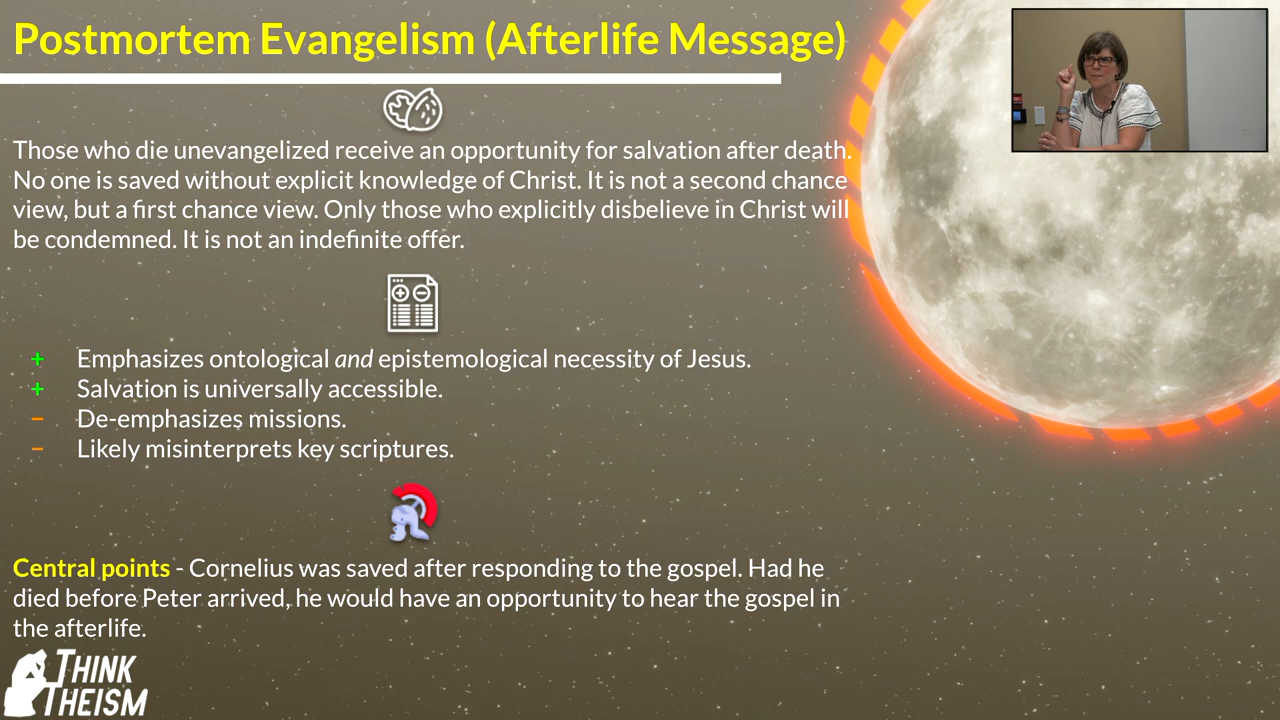 Postmortem Evangelism (Afterlife Message)
Those who die unevangelized receive an opportunity for salvation after death.
No one is saved without explicit knowledge of Christ. It is not a second chance
view, but a first chance view. Only those who explicitly disbelieve in Christ will
be condemned. It is not an indefinite offer.
+ Emphasizes ontological and epistemological necessity of Jesus.
+ Salvation is universally accessible.
− De-emphasizes missions.
− Likely misinterprets key scriptures.
Central points - Cornelius was saved after responding to the gospel. Had he
died before Peter arrived, he would have an opportunity to hear the gospel in
the afterlife.
THINK
THEISM